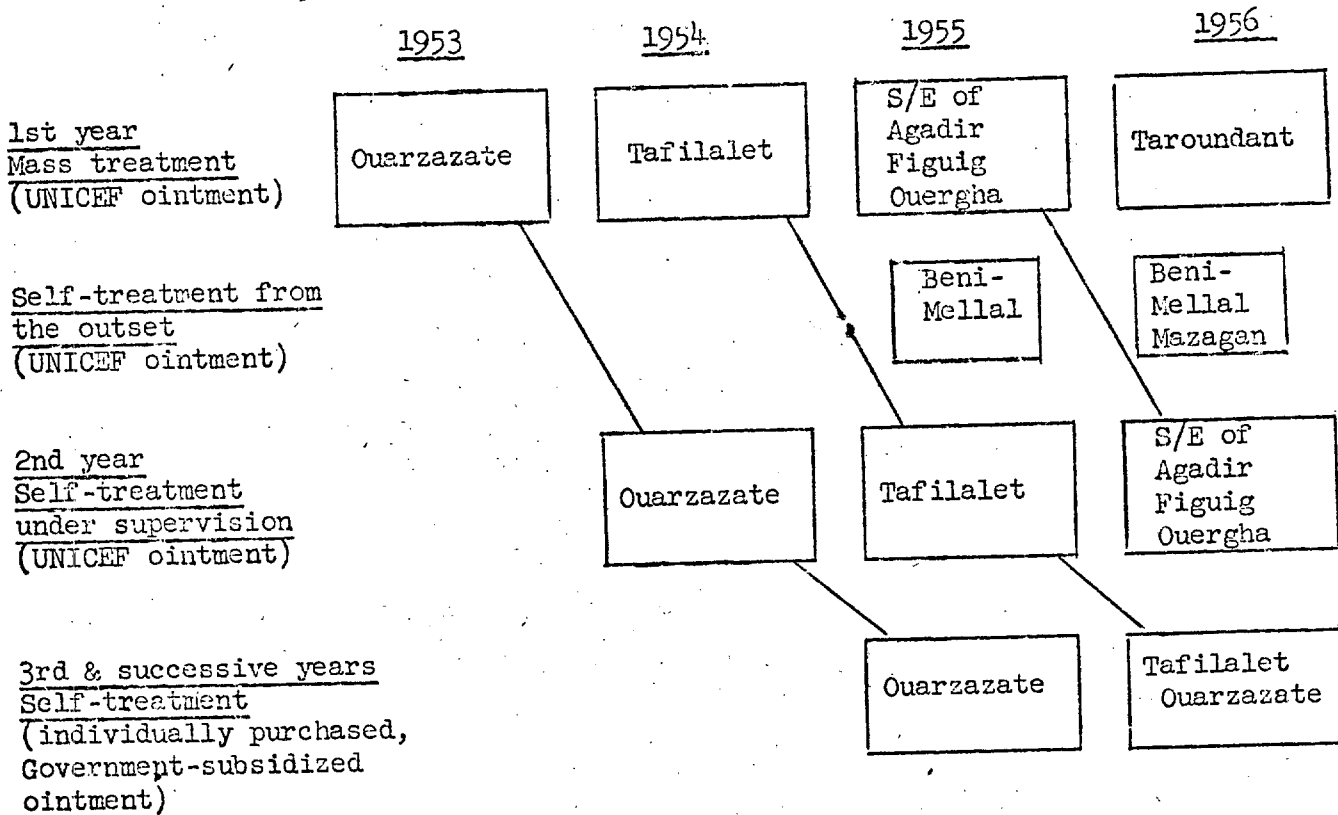 1953 1954 1955 1956
1st year
Mass treatment
(UNICEF ointment)
Ouarzazate
Tafilalet
S/E of
Agadir
Figuig
Ouergha
Taroundant
Self-treatment from
the outset
(UNICEF ointment)
Beni-
Mellal
Beni-
Mellal
Mazagan
2nd year
Self-treatment
under supervision
(UNICEF ointment)
Ouarzazate
Tafilalet
S/E of
Agadir
Figuig
Ouergha
3rd & successive years
Self-treatment
(individually purchased,
Government-subsidized
ointment)
Ouarzazate
Tafilalet
Ouarzazate